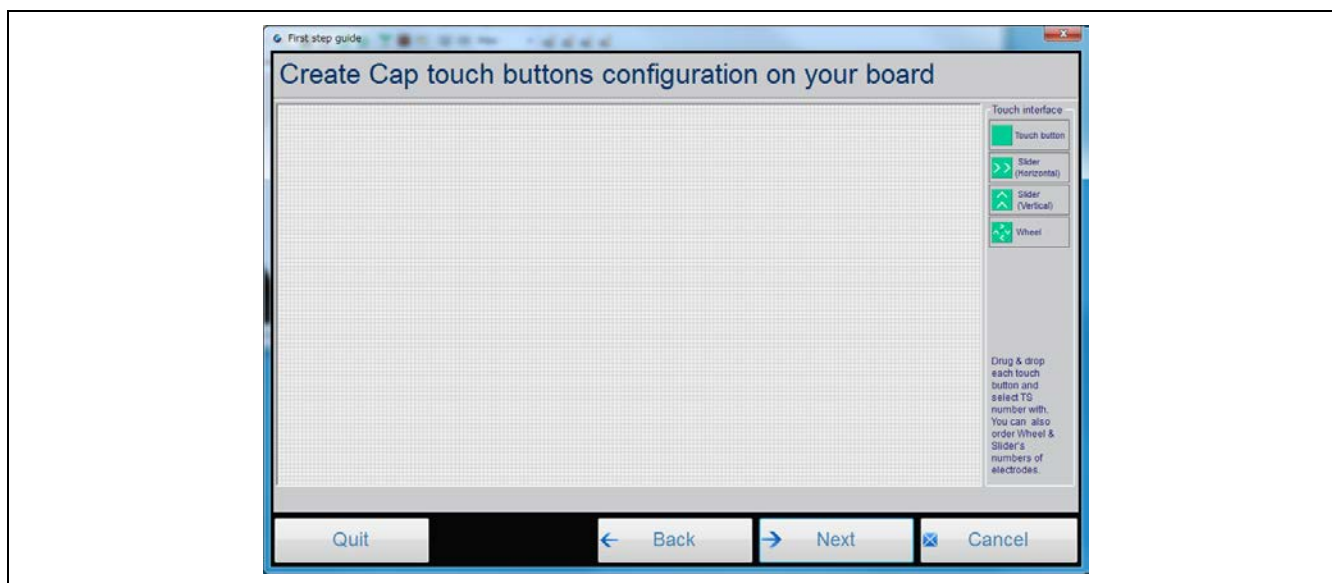 First step guide
Create Cap touch buttons configuration on your board
Touch interface
Touch button
Slider
(Horizontal)
Slider
(Vertical)
Wheel
Drug & drop
each touch
button and
select TS
number with.
You can also
order Wheel &
Slider's
numbers of
electrodes.
Quit
Back
Next
Cancel